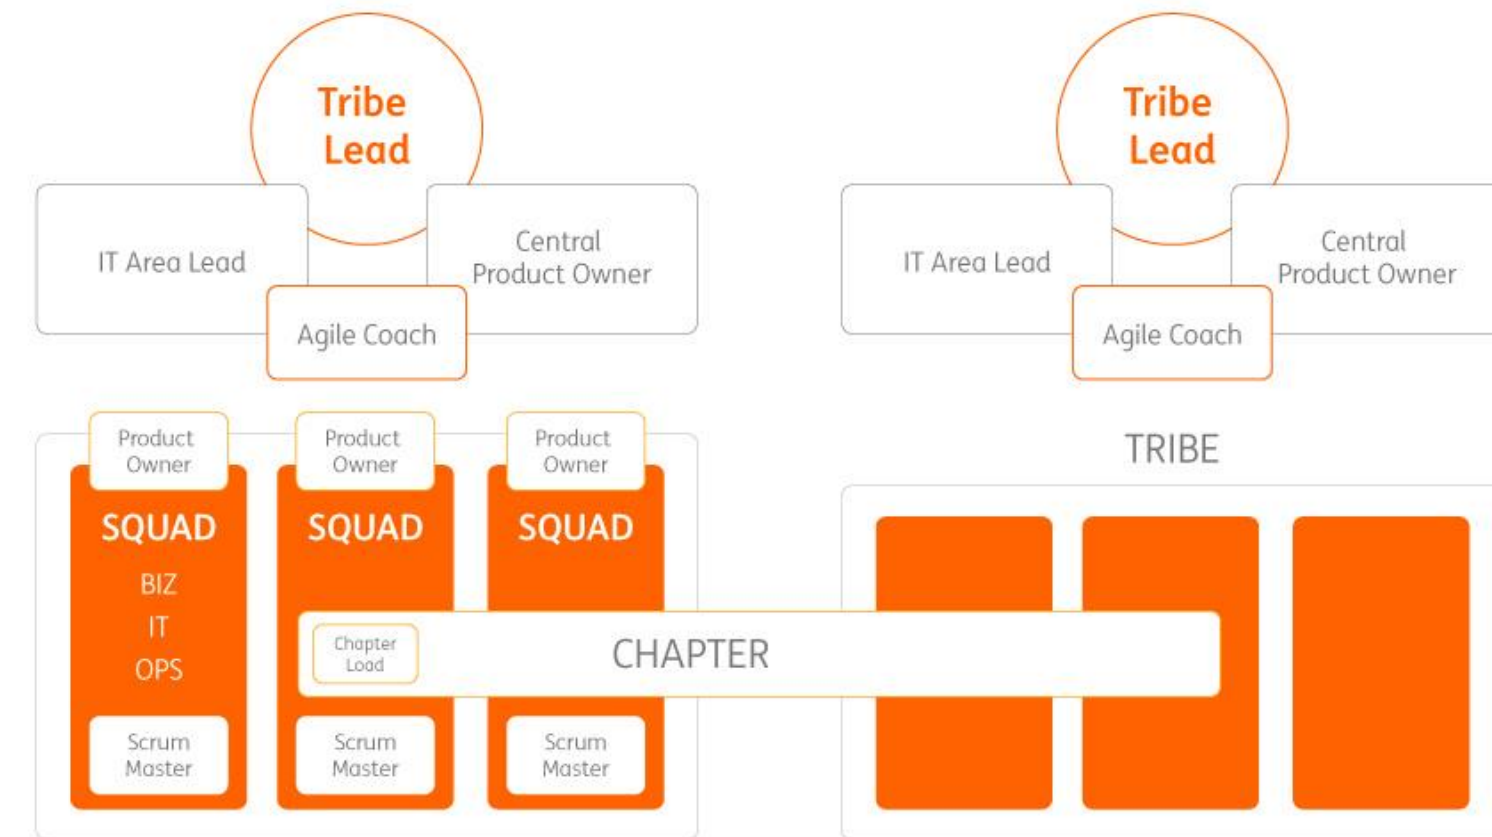 Tribe
Lead
IT Area Lead
Central
Product Owner
Agile Coach
Tribe
Lead
IT Area Lead
Central
Product Owner
Agile Coach
Product
Owner
SQUAD
BIZ
IT
OPS
Scrum
Master
Product
Owner
SQUAD
Scrum
Master
Product
Owner
SQUAD
Scrum
Master
Chapter
Load
CHAPTER
TRIBE